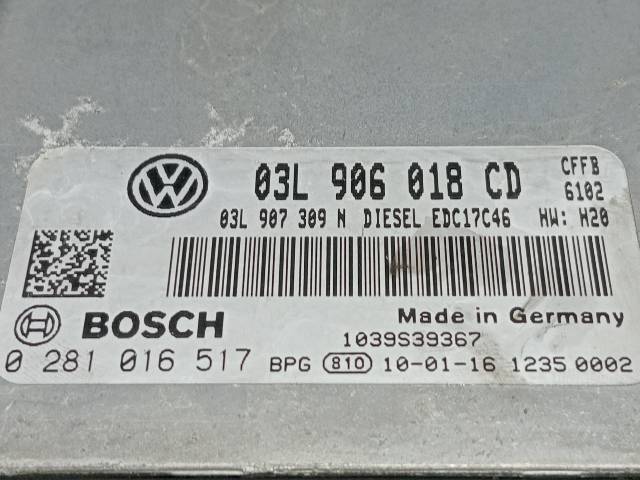 03L 906 018 CD CFFB
6102
03L 907 309 N DIESEL EDC17C46 HW: H20
Made in Germany
BOSCH 1039S39367
0 281 016 517 BPG 810 10-01-16 1235 0002